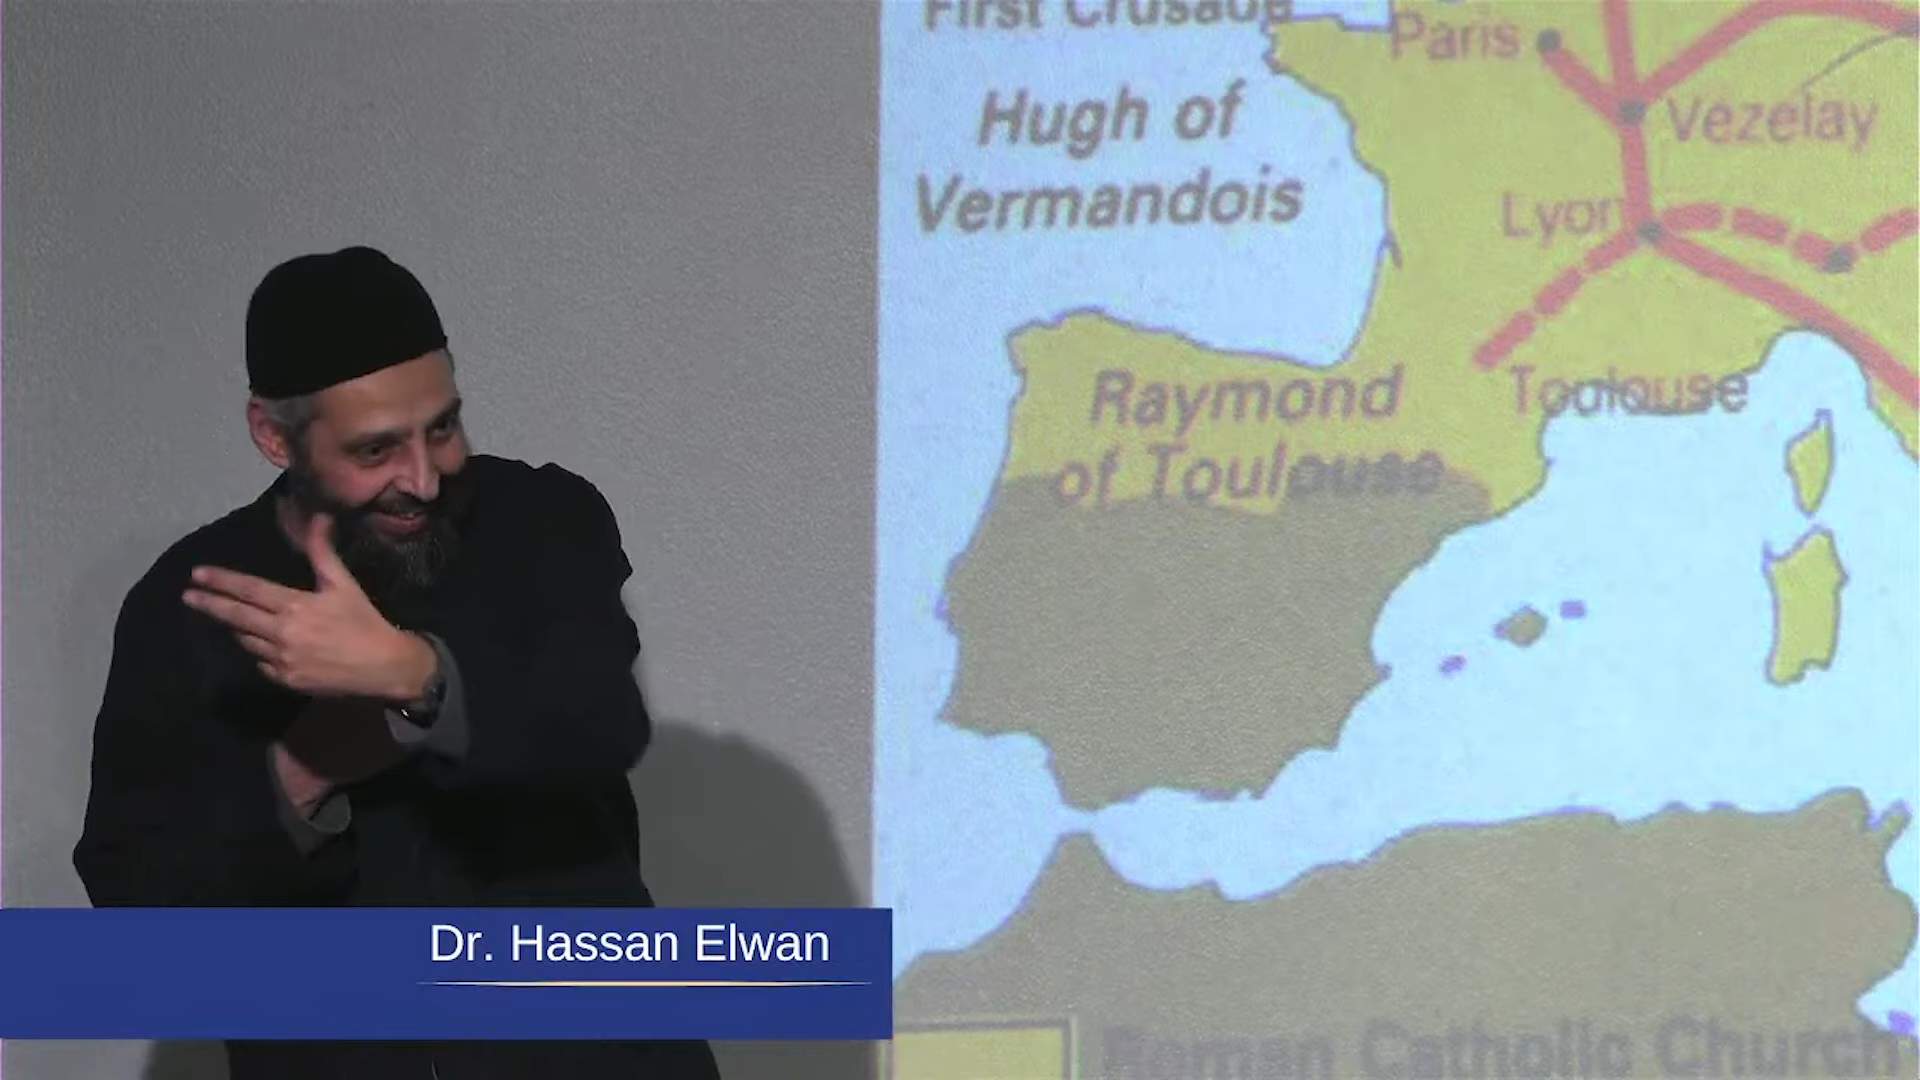 First Crusade
Paris
Hugh of
Vermandois
Vezelay
Lyon
Raymond
of Toulouse
Toulouse
Dr. Hassan Elwan
Roman Catholic Church